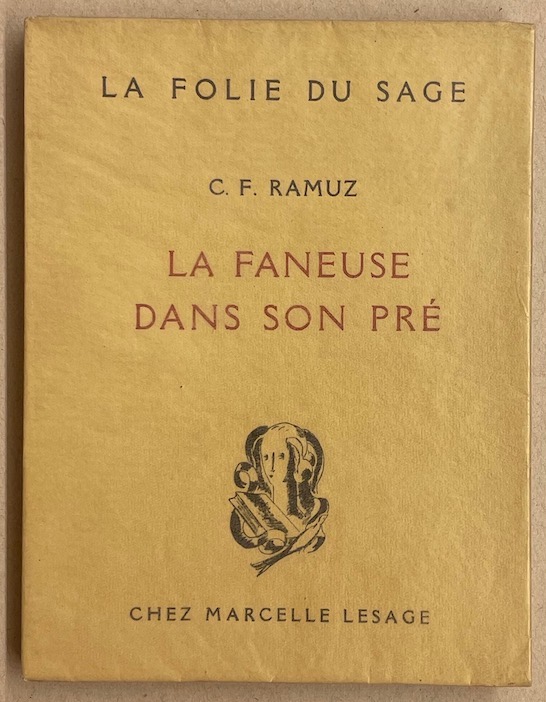 LA FOLIE DU SAGE
C. F. RAMUZ
LA FANEUSE
DANS SON PRÉ
CHEZ MARCELLE LESAGE